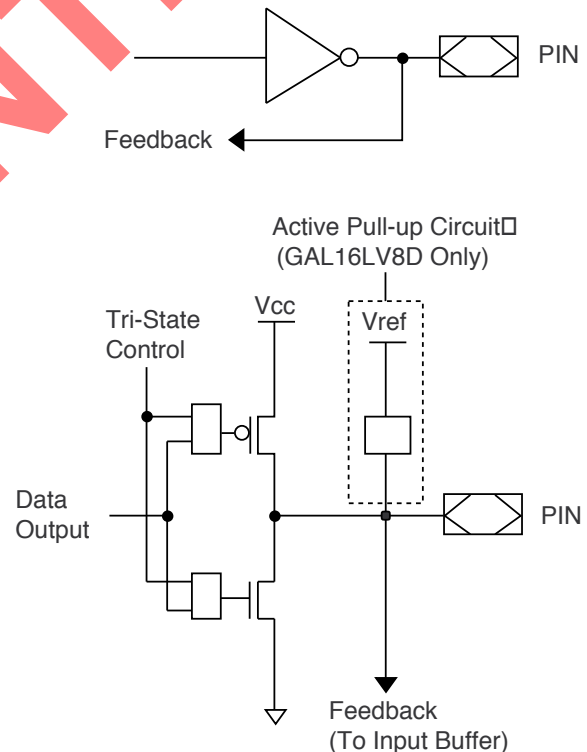 PIN
Feedback
Active Pull-up Circuit□
(GAL16LV8D Only)
Tri-State
Control
Vcc
Vref
Data
Output
PIN
Feedback
(To Input Buffer)